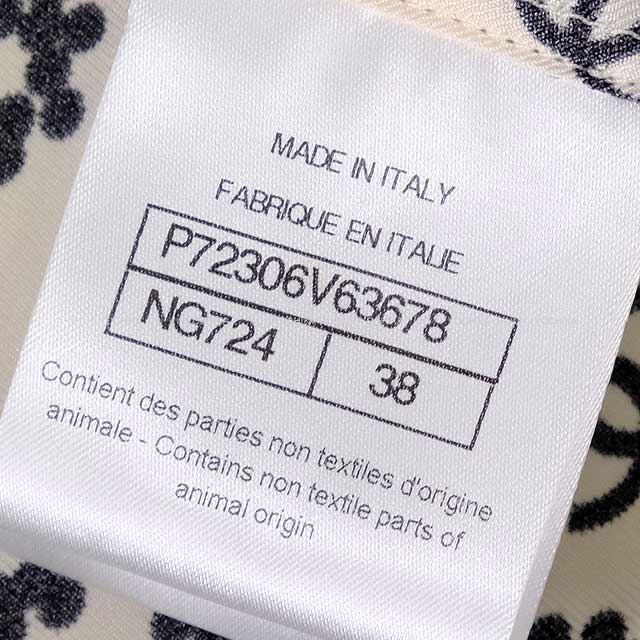 MADE IN ITALY
FABRIQUE EN ITALIE
P72306V63678
NG724 38
Contient des parties non textiles d'origine
animale - Contains non textile parts of
animal origin